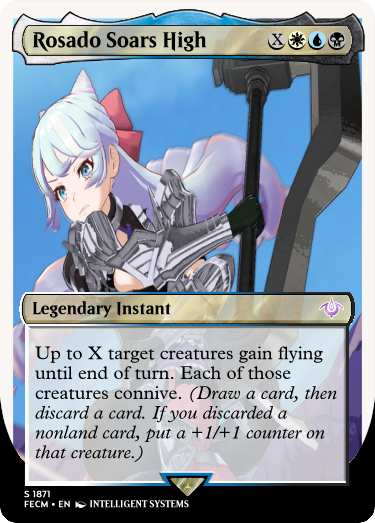 Rosado Soars High X
Legendary Instant
Up to X target creatures gain flying
until end of turn. Each of those
creatures connive. (Draw a card, then
discard a card. If you discarded a
nonland card, put a +1/+1 counter on
that creature.)
S 1871
FECM • EN INTELLIGENT SYSTEMS